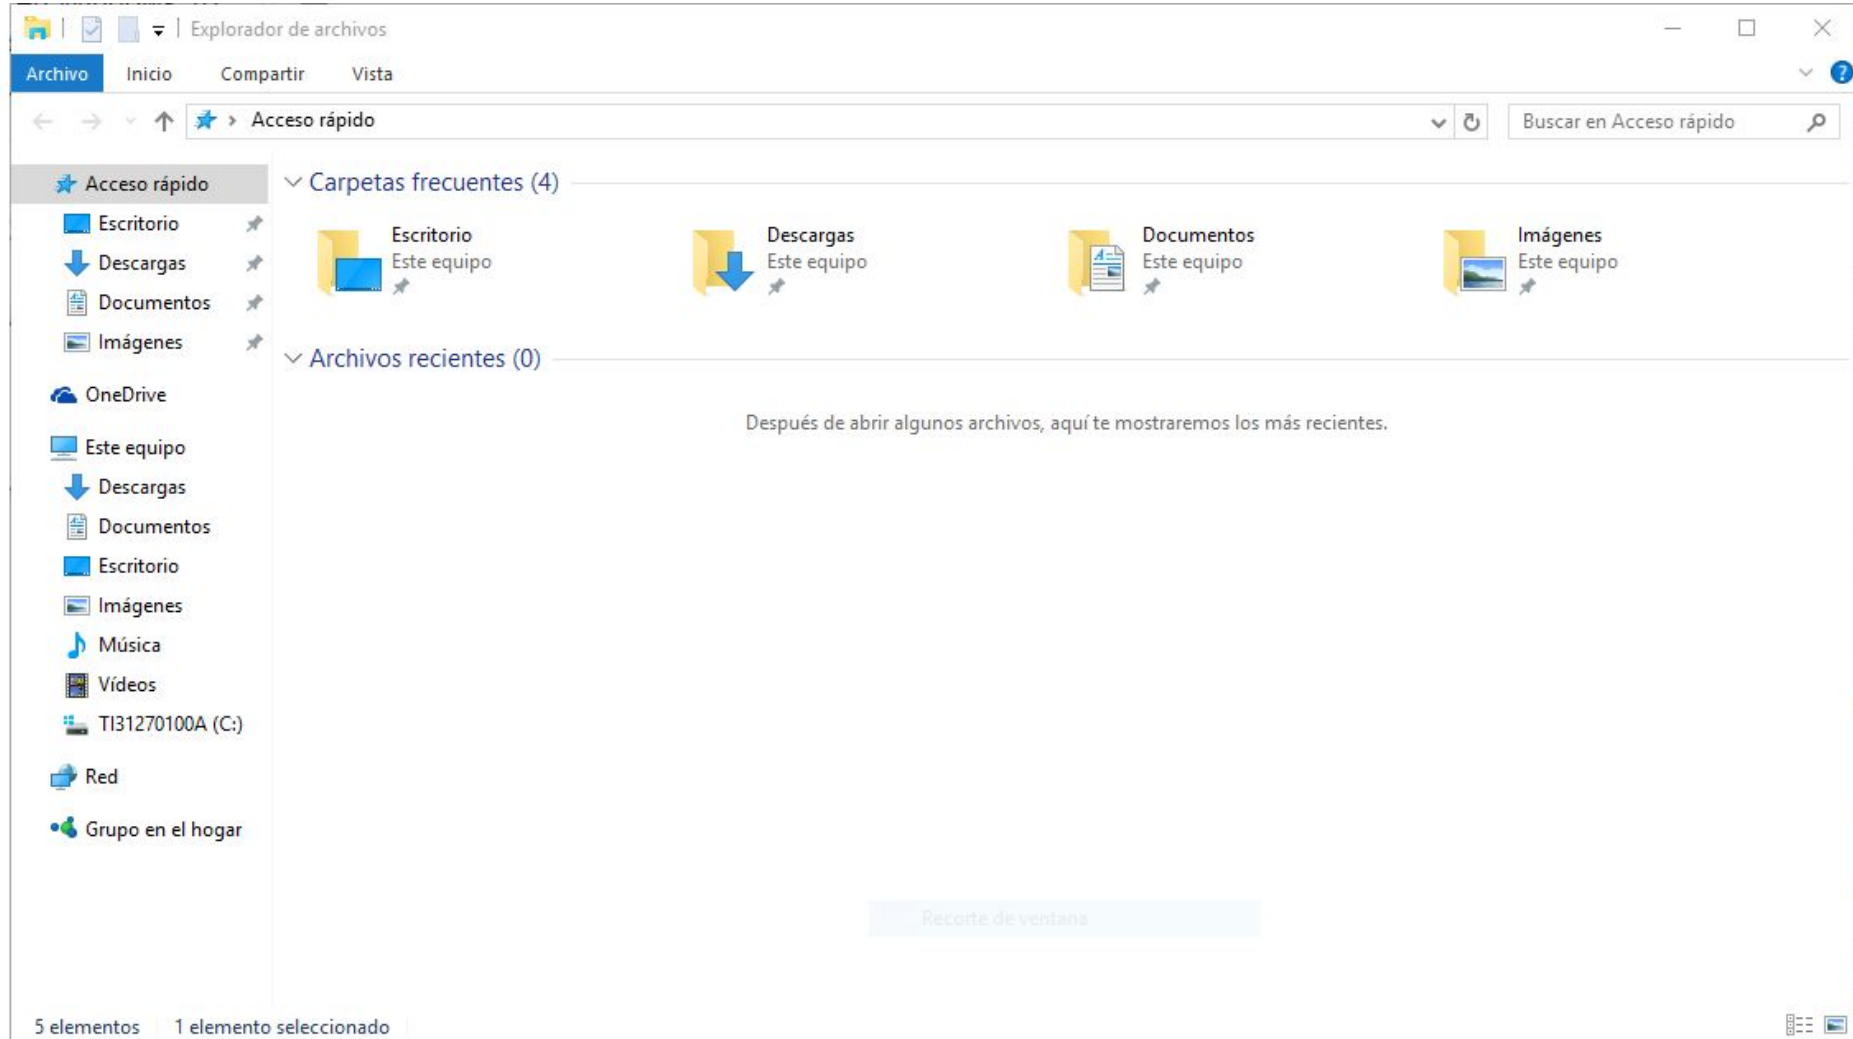 Explorador de archivos
Archivo Inicio Compartir Vista
Acceso rápido
Buscar en Acceso rápido
Acceso rápido
Escritorio
Descargas
Documentos
Imágenes
OneDrive
Este equipo
Descargas
Documentos
Escritorio
Imágenes
Música
Vídeos
TI31270100A (C:)
Red
Grupo en el hogar
Carpetas frecuentes (4)
Escritorio
Este equipo
Descargas
Este equipo
Documentos
Este equipo
Imágenes
Este equipo
Archivos recientes (0)
Después de abrir algunos archivos, aquí te mostraremos los más recientes.
Recorte de ventana
5 elementos 1 elemento seleccionado